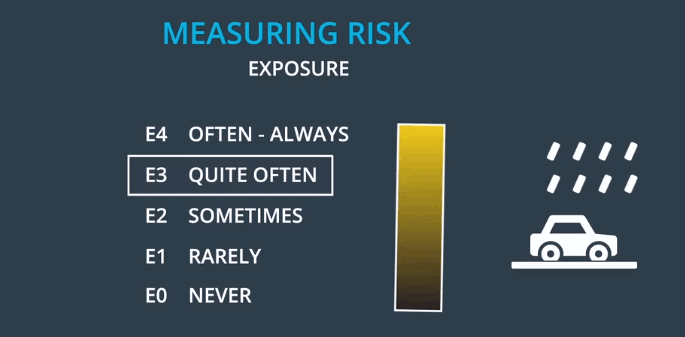 MEASURING RISK
EXPOSURE
E4 OFTEN - ALWAYS
E3 QUITE OFTEN
E2 SOMETIMES
E1 RARELY
E0 NEVER